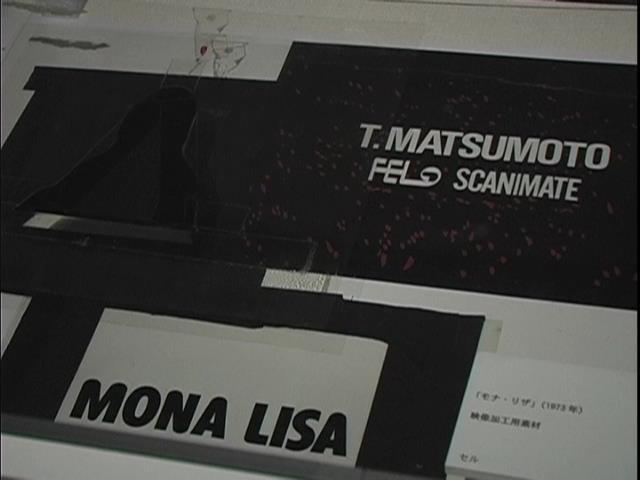 T. MATSUMOTO
FELG SCANIMATE
MONA LISA
「モナ・リザ」(1973年)
映像加工用素材
セル